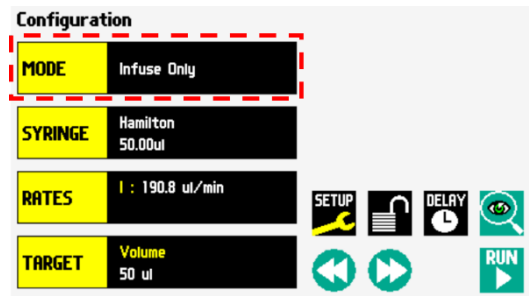 Configuration
MODE
Infuse Only
SYRINGE
Hamilton
50.00ul
RATES
I : 190.8 ul/min
TARGET
Volume
50 ul
SETUP
DELAY
RUN